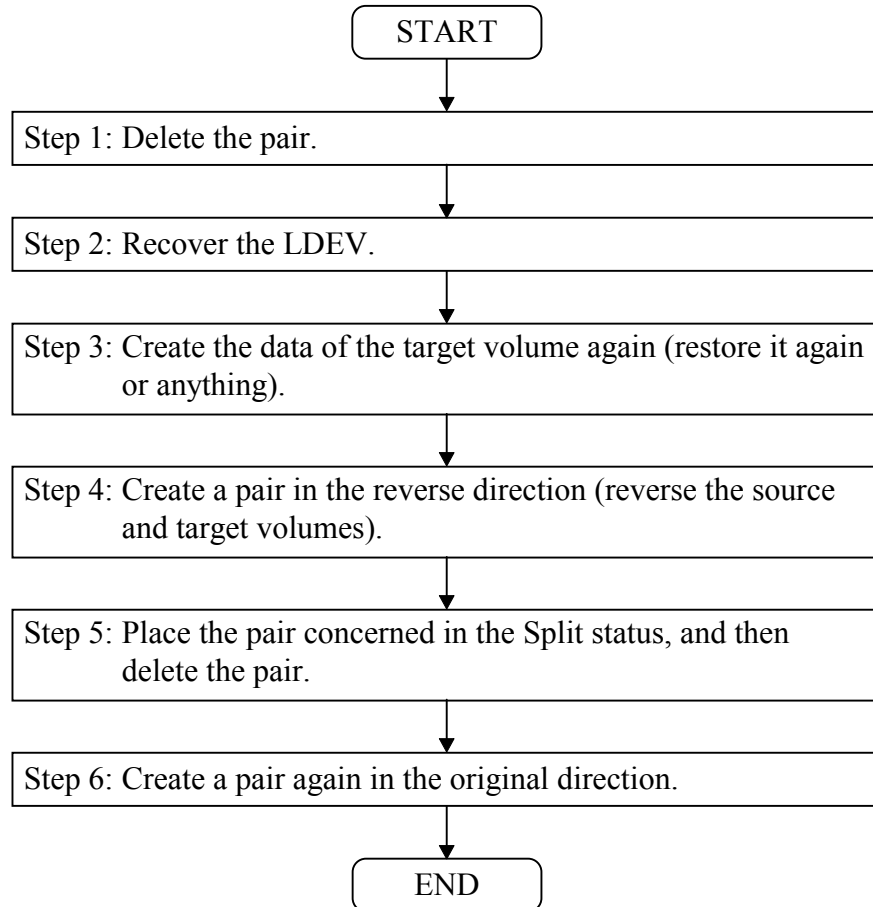 START
Step 1: Delete the pair.
Step 2: Recover the LDEV.
Step 3: Create the data of the target volume again (restore it again
or anything).
Step 4: Create a pair in the reverse direction (reverse the source
and target volumes).
Step 5: Place the pair concerned in the Split status, and then
delete the pair.
Step 6: Create a pair again in the original direction.
END